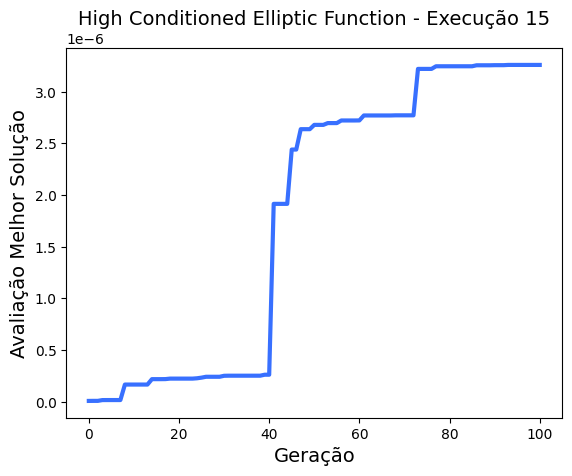 High Conditioned Elliptic Function - Execução 15
1e−6
3.0
2.5
2.0
1.5
1.0
0.5
0.0
Avaliação Melhor Solução
0 20 40 60 80 100
Geração